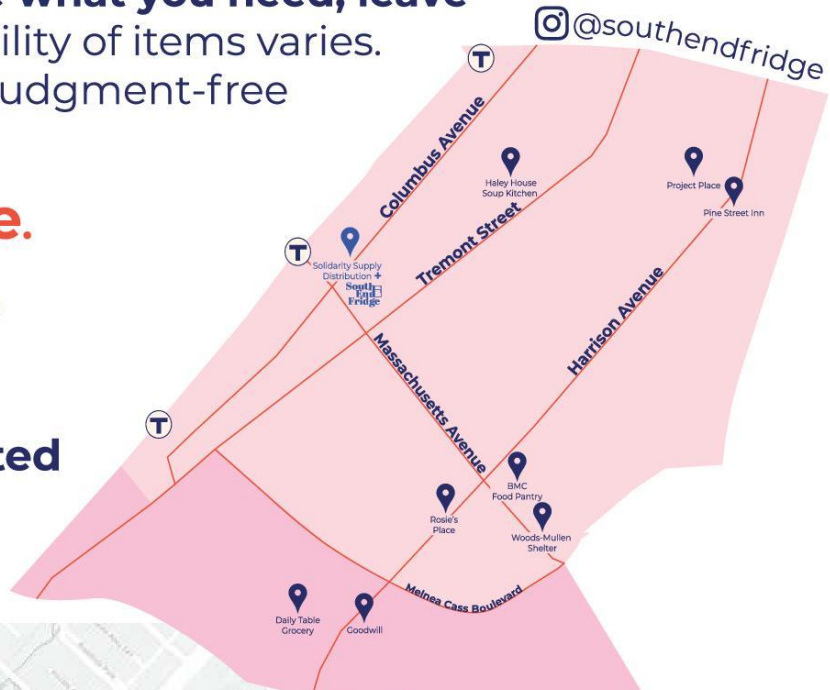 what you need, leave
ility of items varies.
udgment-free
e.
ted
@southendfridge
T
Columbus Avenue
Haley House
Soup Kitchen
Project Place
Pine Street Inn
Tremont Street
T
Solidarity Supply
Distribution +
South
End
Fridge
Harrison Avenue
Massachusetts Avenue
T
BMC
Food Pantry
Rosie's
Place
Woods-Mullen
Shelter
Melnea Cass Boulevard
Daily Table
Grocery
Goodwill